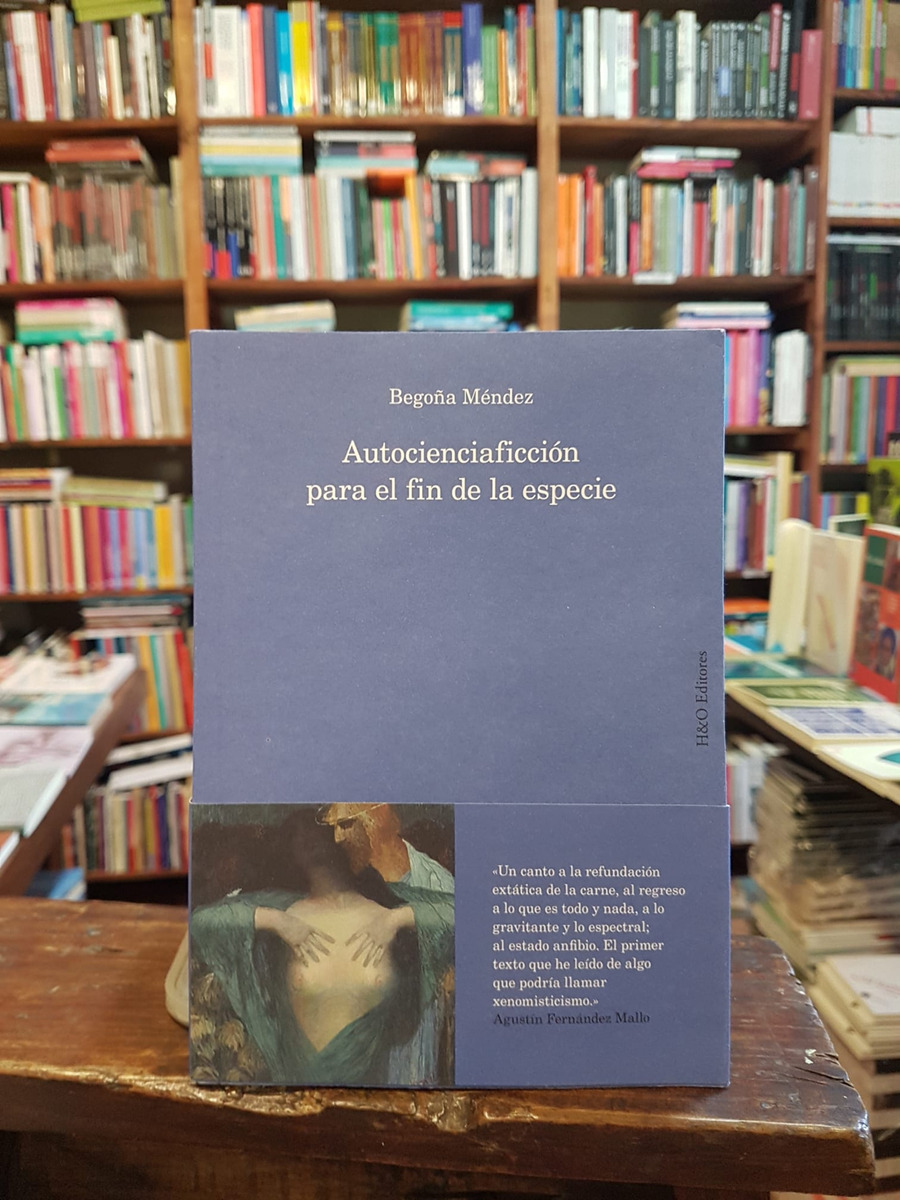 Begoña Méndez
Autocienciaficción
para el fin de la especie
H&O Editores
«Un canto a la refundación
extática de la carne, al regreso
a lo que es todo y nada, a lo
gravitante y lo espectral;
al estado anfibio. El primer
texto que he leído de algo
que podría llamar
xenomisticismo.»
Agustín Fernández Mallo